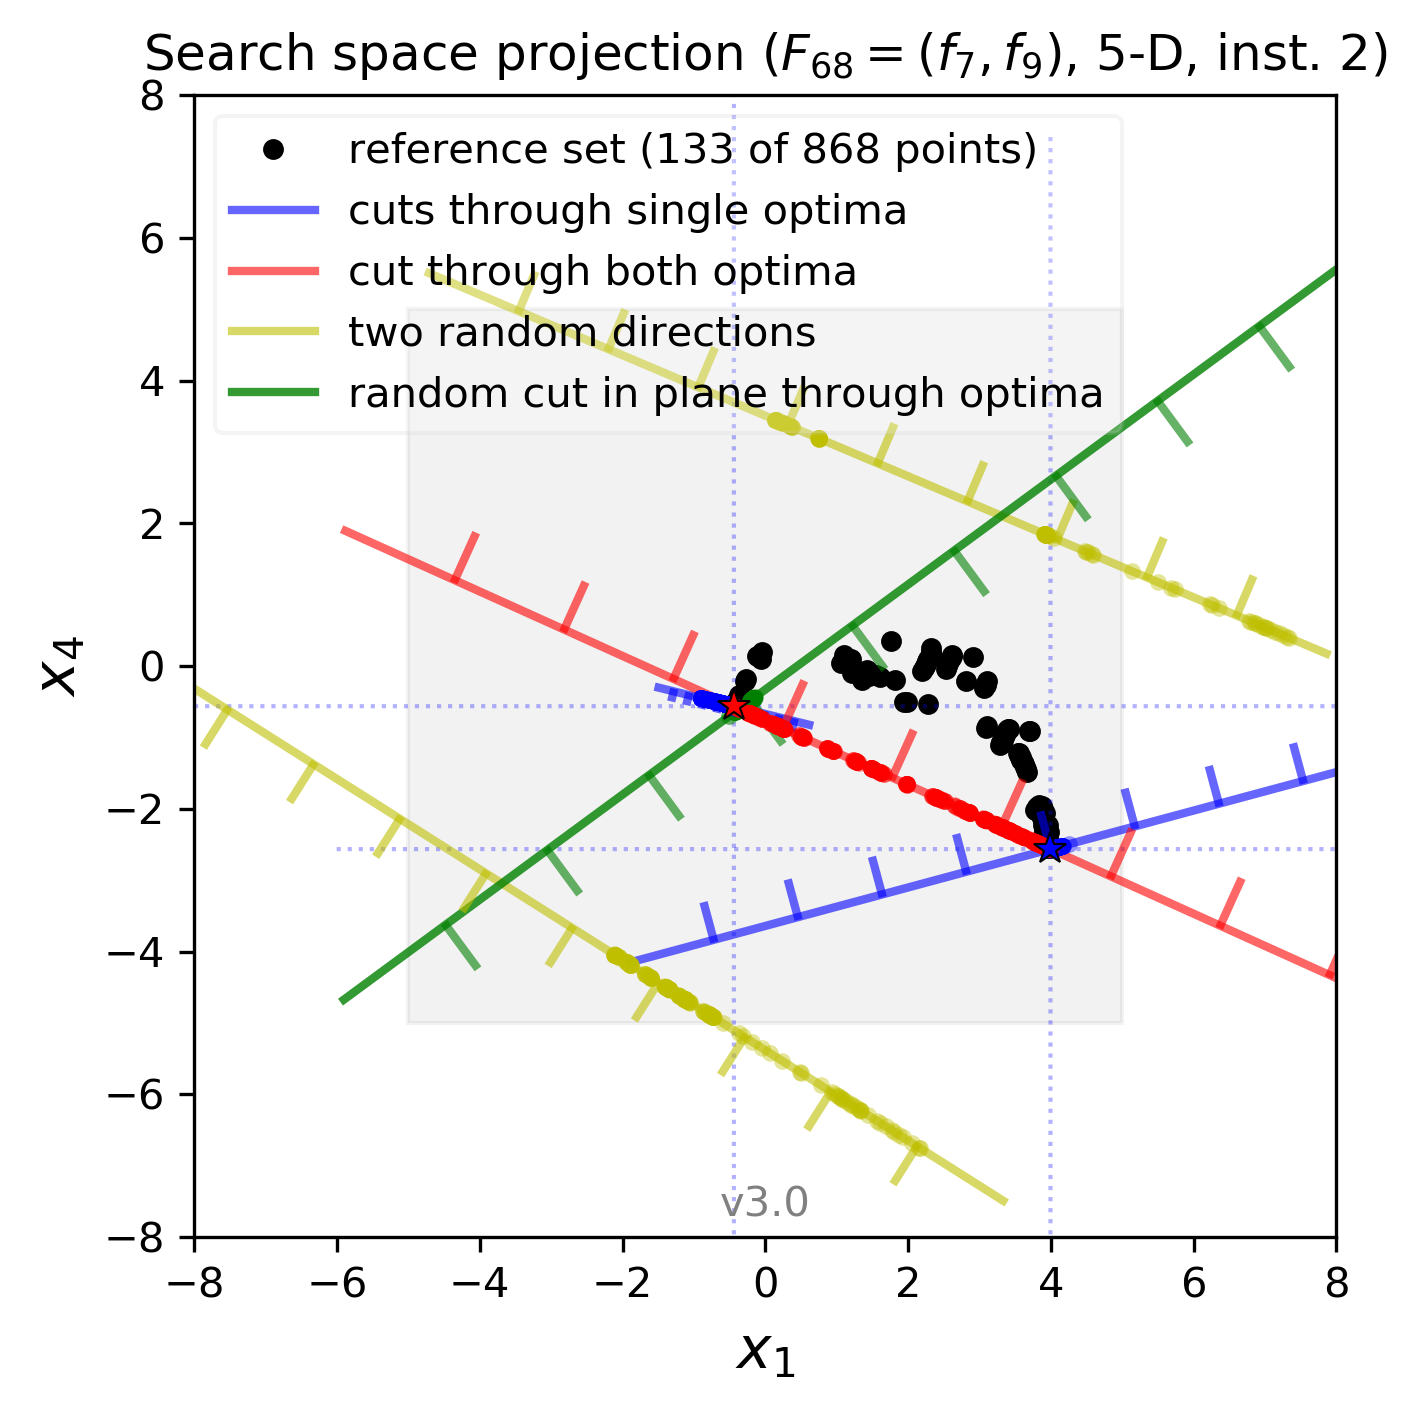 Search space projection (F₆₈ = (f₇, f₉), 5-D, inst. 2)
reference set (133 of 868 points)
cuts through single optima
cut through both optima
two random directions
random cut in plane through optima
8
6
4
2
0
−2
−4
−6
−8
x₄
v3.0
−8 −6 −4 −2 0 2 4 6 8
x₁